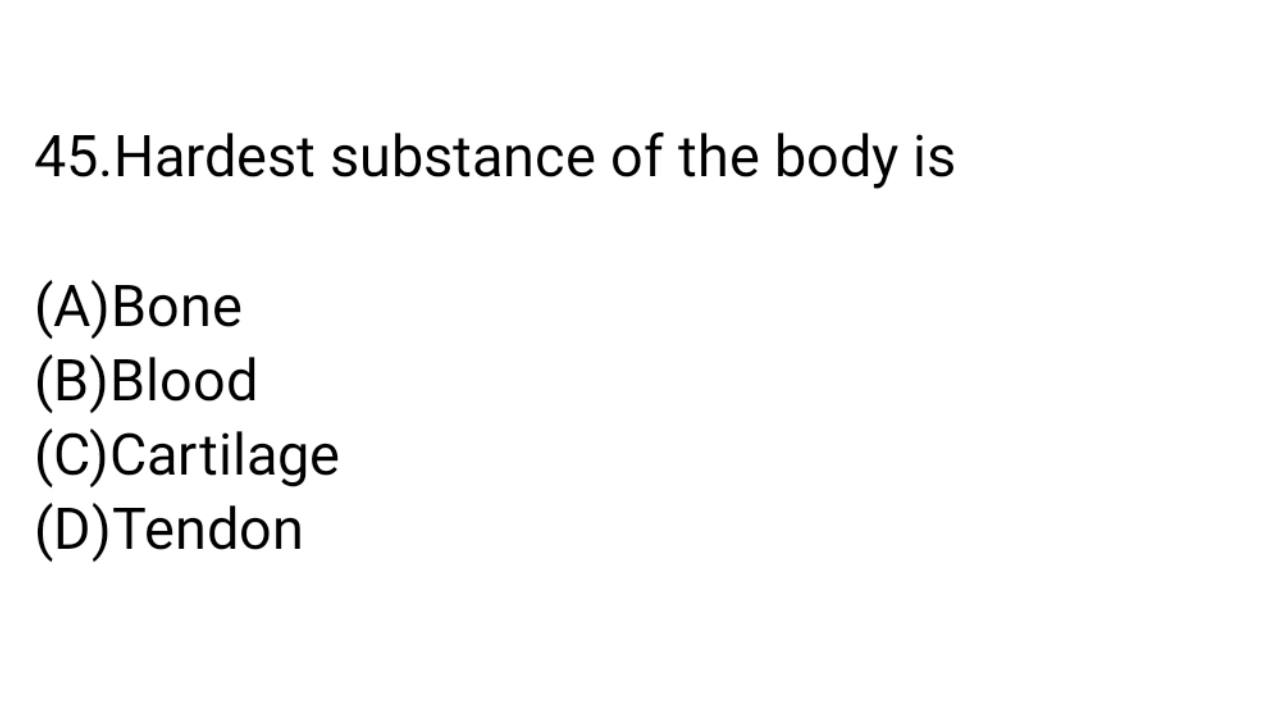 45.Hardest substance of the body is
(A)Bone
(B)Blood
(C)Cartilage
(D)Tendon